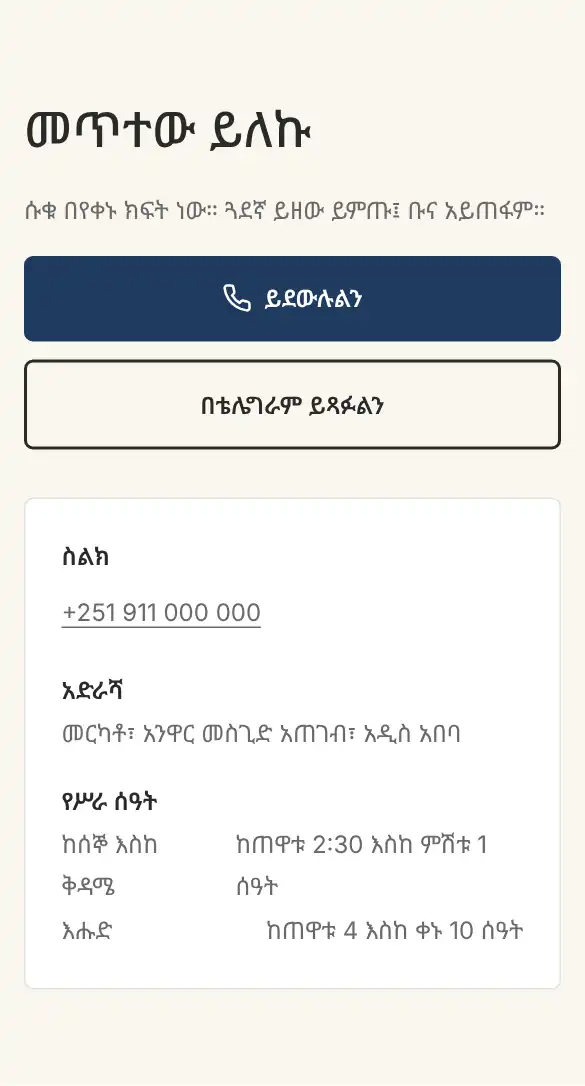 መጥተው ይለኩ
ሱቁ በየቀኑ ክፍት ነው። ጓደኛ ይዘው ይምጡ፤ ቡና አይጠፋም።
ይደውሉልን
በቴሌግራም ይጻፉልን
ስልክ
+251 911 000 000
አድራሻ
መርካቶ፣ አንዋር መስጊድ አጠገብ፣ አዲስ አበባ
የሥራ ሰዓት
ከሰኞ እስከ ከጠዋቱ 2:30 እስከ ምሽቱ 1
ቅዳሜ ሰዓት
እሑድ ከጠዋቱ 4 እስከ ቀኑ 10 ሰዓት